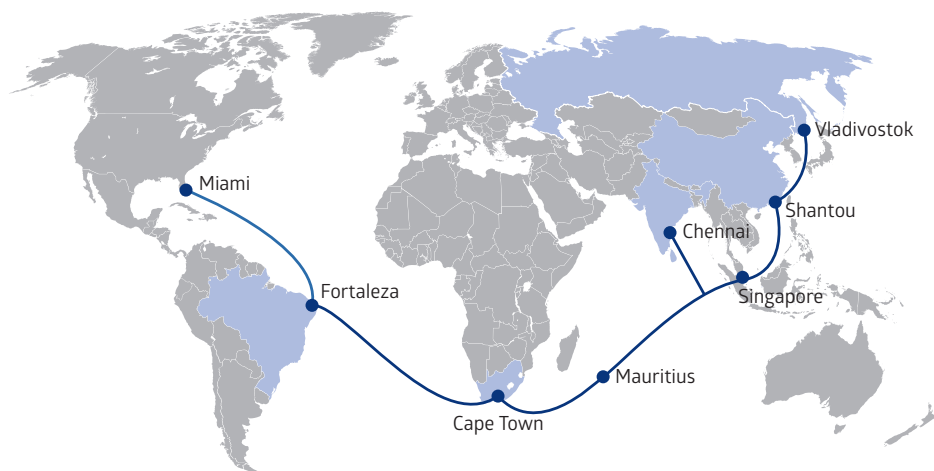 Vladivostok
Miami
Shantou
Chennai
Fortaleza
Singapore
Mauritius
Cape Town